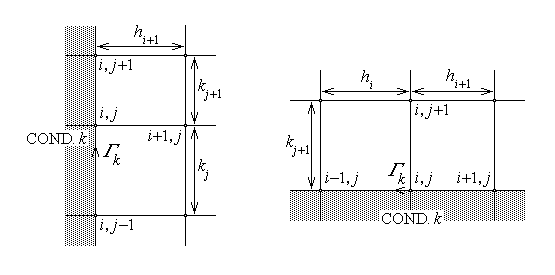 h_{i+1}
i, j+1
k_{j+1}
i, j
i+1, j
COND. k
Γ_k
k_j
i, j-1
h_i
h_{i+1}
i, j+1
k_{j+1}
i-1, j
Γ_k
i, j
i+1, j
COND. k